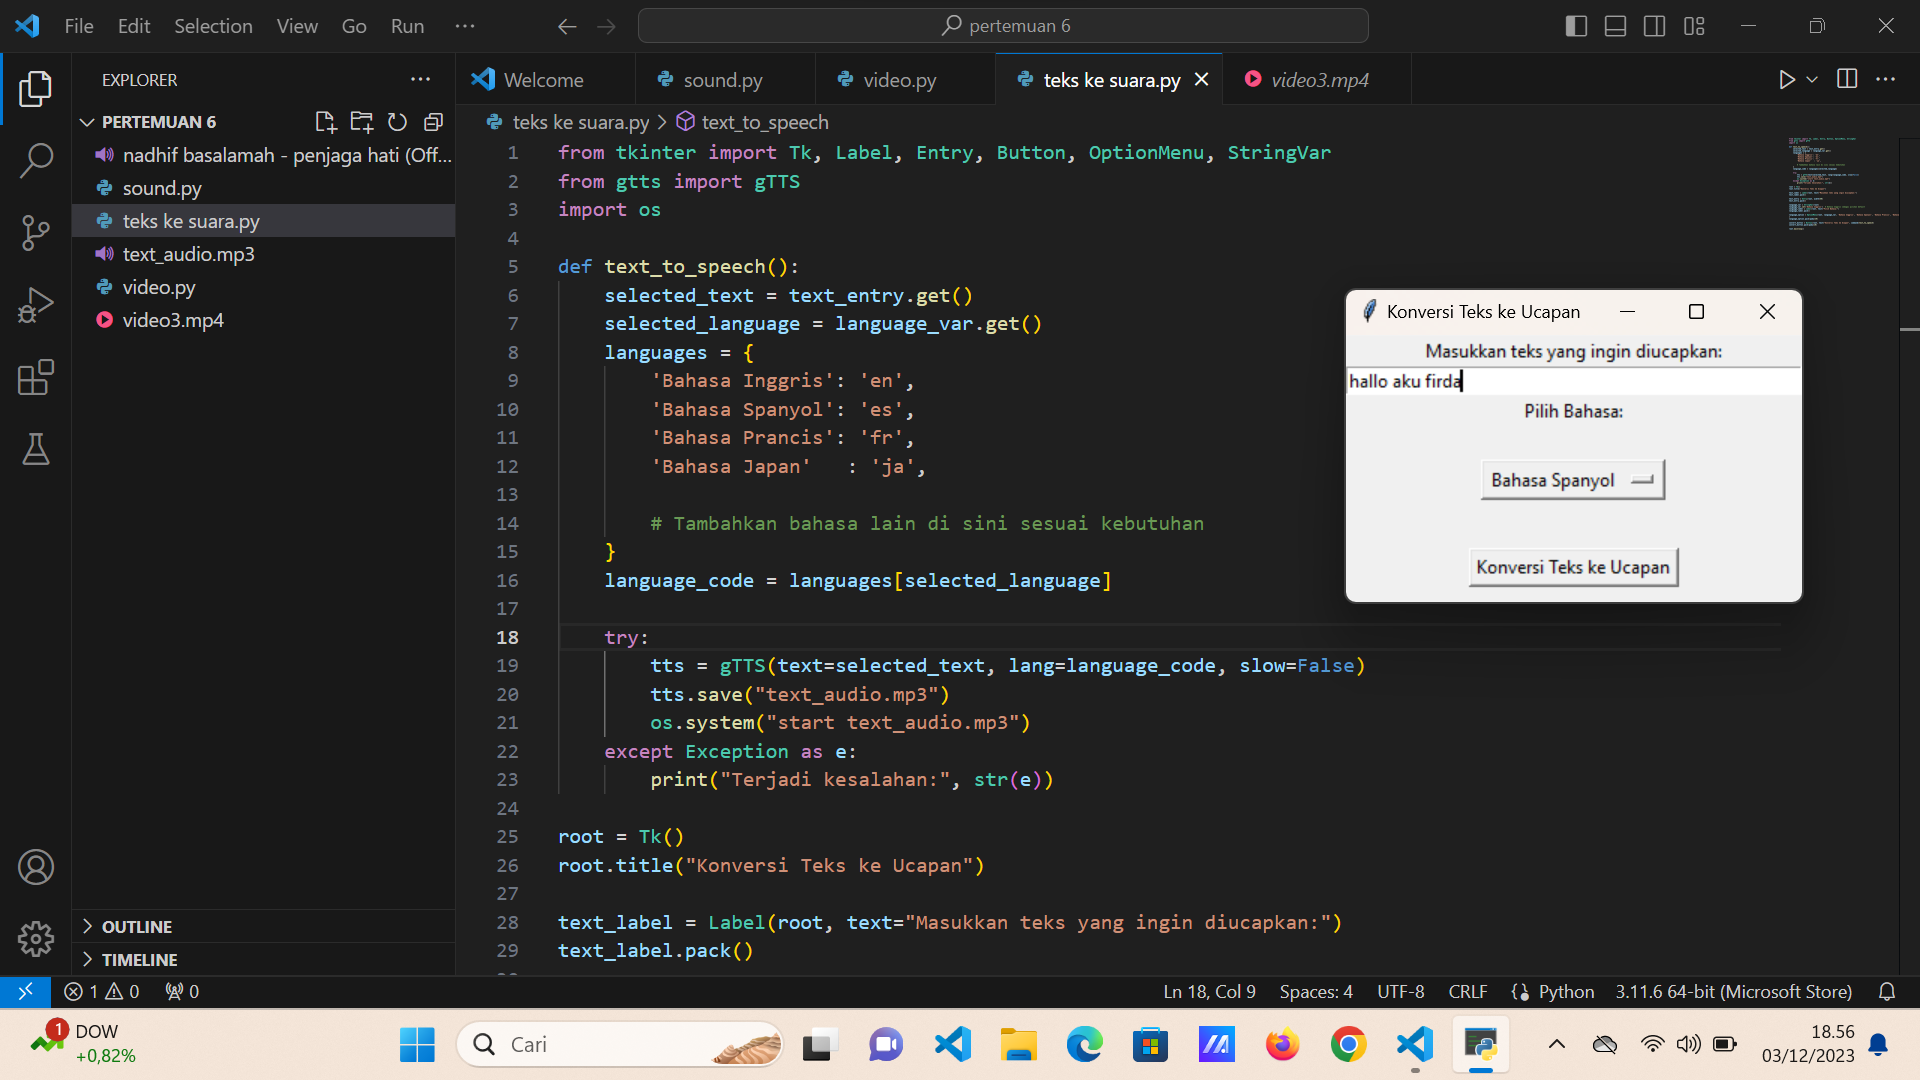 File Edit Selection View Go Run ···
pertemuan 6
EXPLORER
PERTEMUAN 6
nadhif basalamah - penjaga hati (Off...
sound.py
teks ke suara.py
text_audio.mp3
video.py
video3.mp4
OUTLINE
TIMELINE
Welcome sound.py video.py teks ke suara.py video3.mp4
teks ke suara.py > text_to_speech
1 from tkinter import Tk, Label, Entry, Button, OptionMenu, StringVar
2 from gtts import gTTS
3 import os
4
5 def text_to_speech():
6 selected_text = text_entry.get()
7 selected_language = language_var.get()
8 languages = {
9 'Bahasa Inggris': 'en',
10 'Bahasa Spanyol': 'es',
11 'Bahasa Prancis': 'fr',
12 'Bahasa Japan'   : 'ja',
13
14 # Tambahkan bahasa lain di sini sesuai kebutuhan
15 }
16 language_code = languages[selected_language]
17
18 try:
19 tts = gTTS(text=selected_text, lang=language_code, slow=False)
20 tts.save("text_audio.mp3")
21 os.system("start text_audio.mp3")
22 except Exception as e:
23 print("Terjadi kesalahan:", str(e))
24
25 root = Tk()
26 root.title("Konversi Teks ke Ucapan")
27
28 text_label = Label(root, text="Masukkan teks yang ingin diucapkan:")
29 text_label.pack()
Konversi Teks ke Ucapan
Masukkan teks yang ingin diucapkan:
hallo aku firda
Pilih Bahasa:
Bahasa Spanyol
Konversi Teks ke Ucapan
1 0 0
Ln 18, Col 9 Spaces: 4 UTF-8 CRLF Python 3.11.6 64-bit (Microsoft Store)
1
DOW
+0,82%
Cari
18.56
03/12/2023